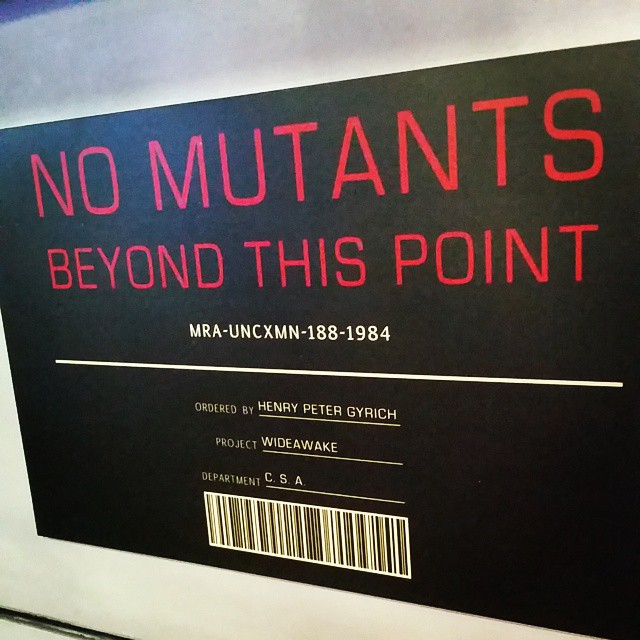 NO MUTANTS
BEYOND THIS POINT
MRA-UNCXMN-188-1984
ORDERED BY HENRY PETER GYRICH
PROJECT WIDEAWAKE
DEPARTMENT C. S. A.